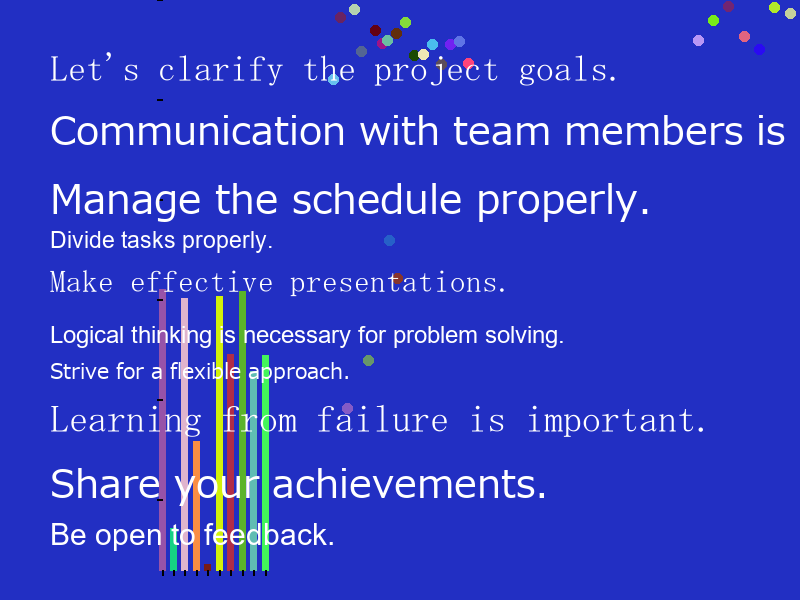 Let's clarify the project goals.
Communication with team members is
Manage the schedule properly.
Divide tasks properly.
Make effective presentations.
Logical thinking is necessary for problem solving.
Strive for a flexible approach.
Learning from failure is important.
Share your achievements.
Be open to feedback.